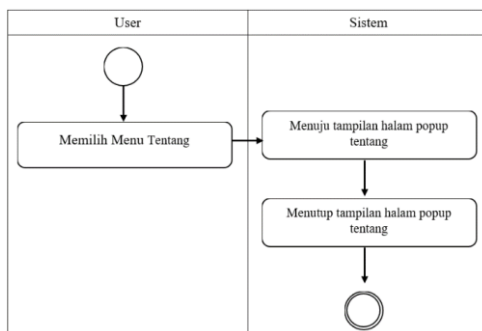 User
Sistem
Memilih Menu Tentang
Menuju tampilan halam popup
tentang
Menutup tampilan halam popup
tentang